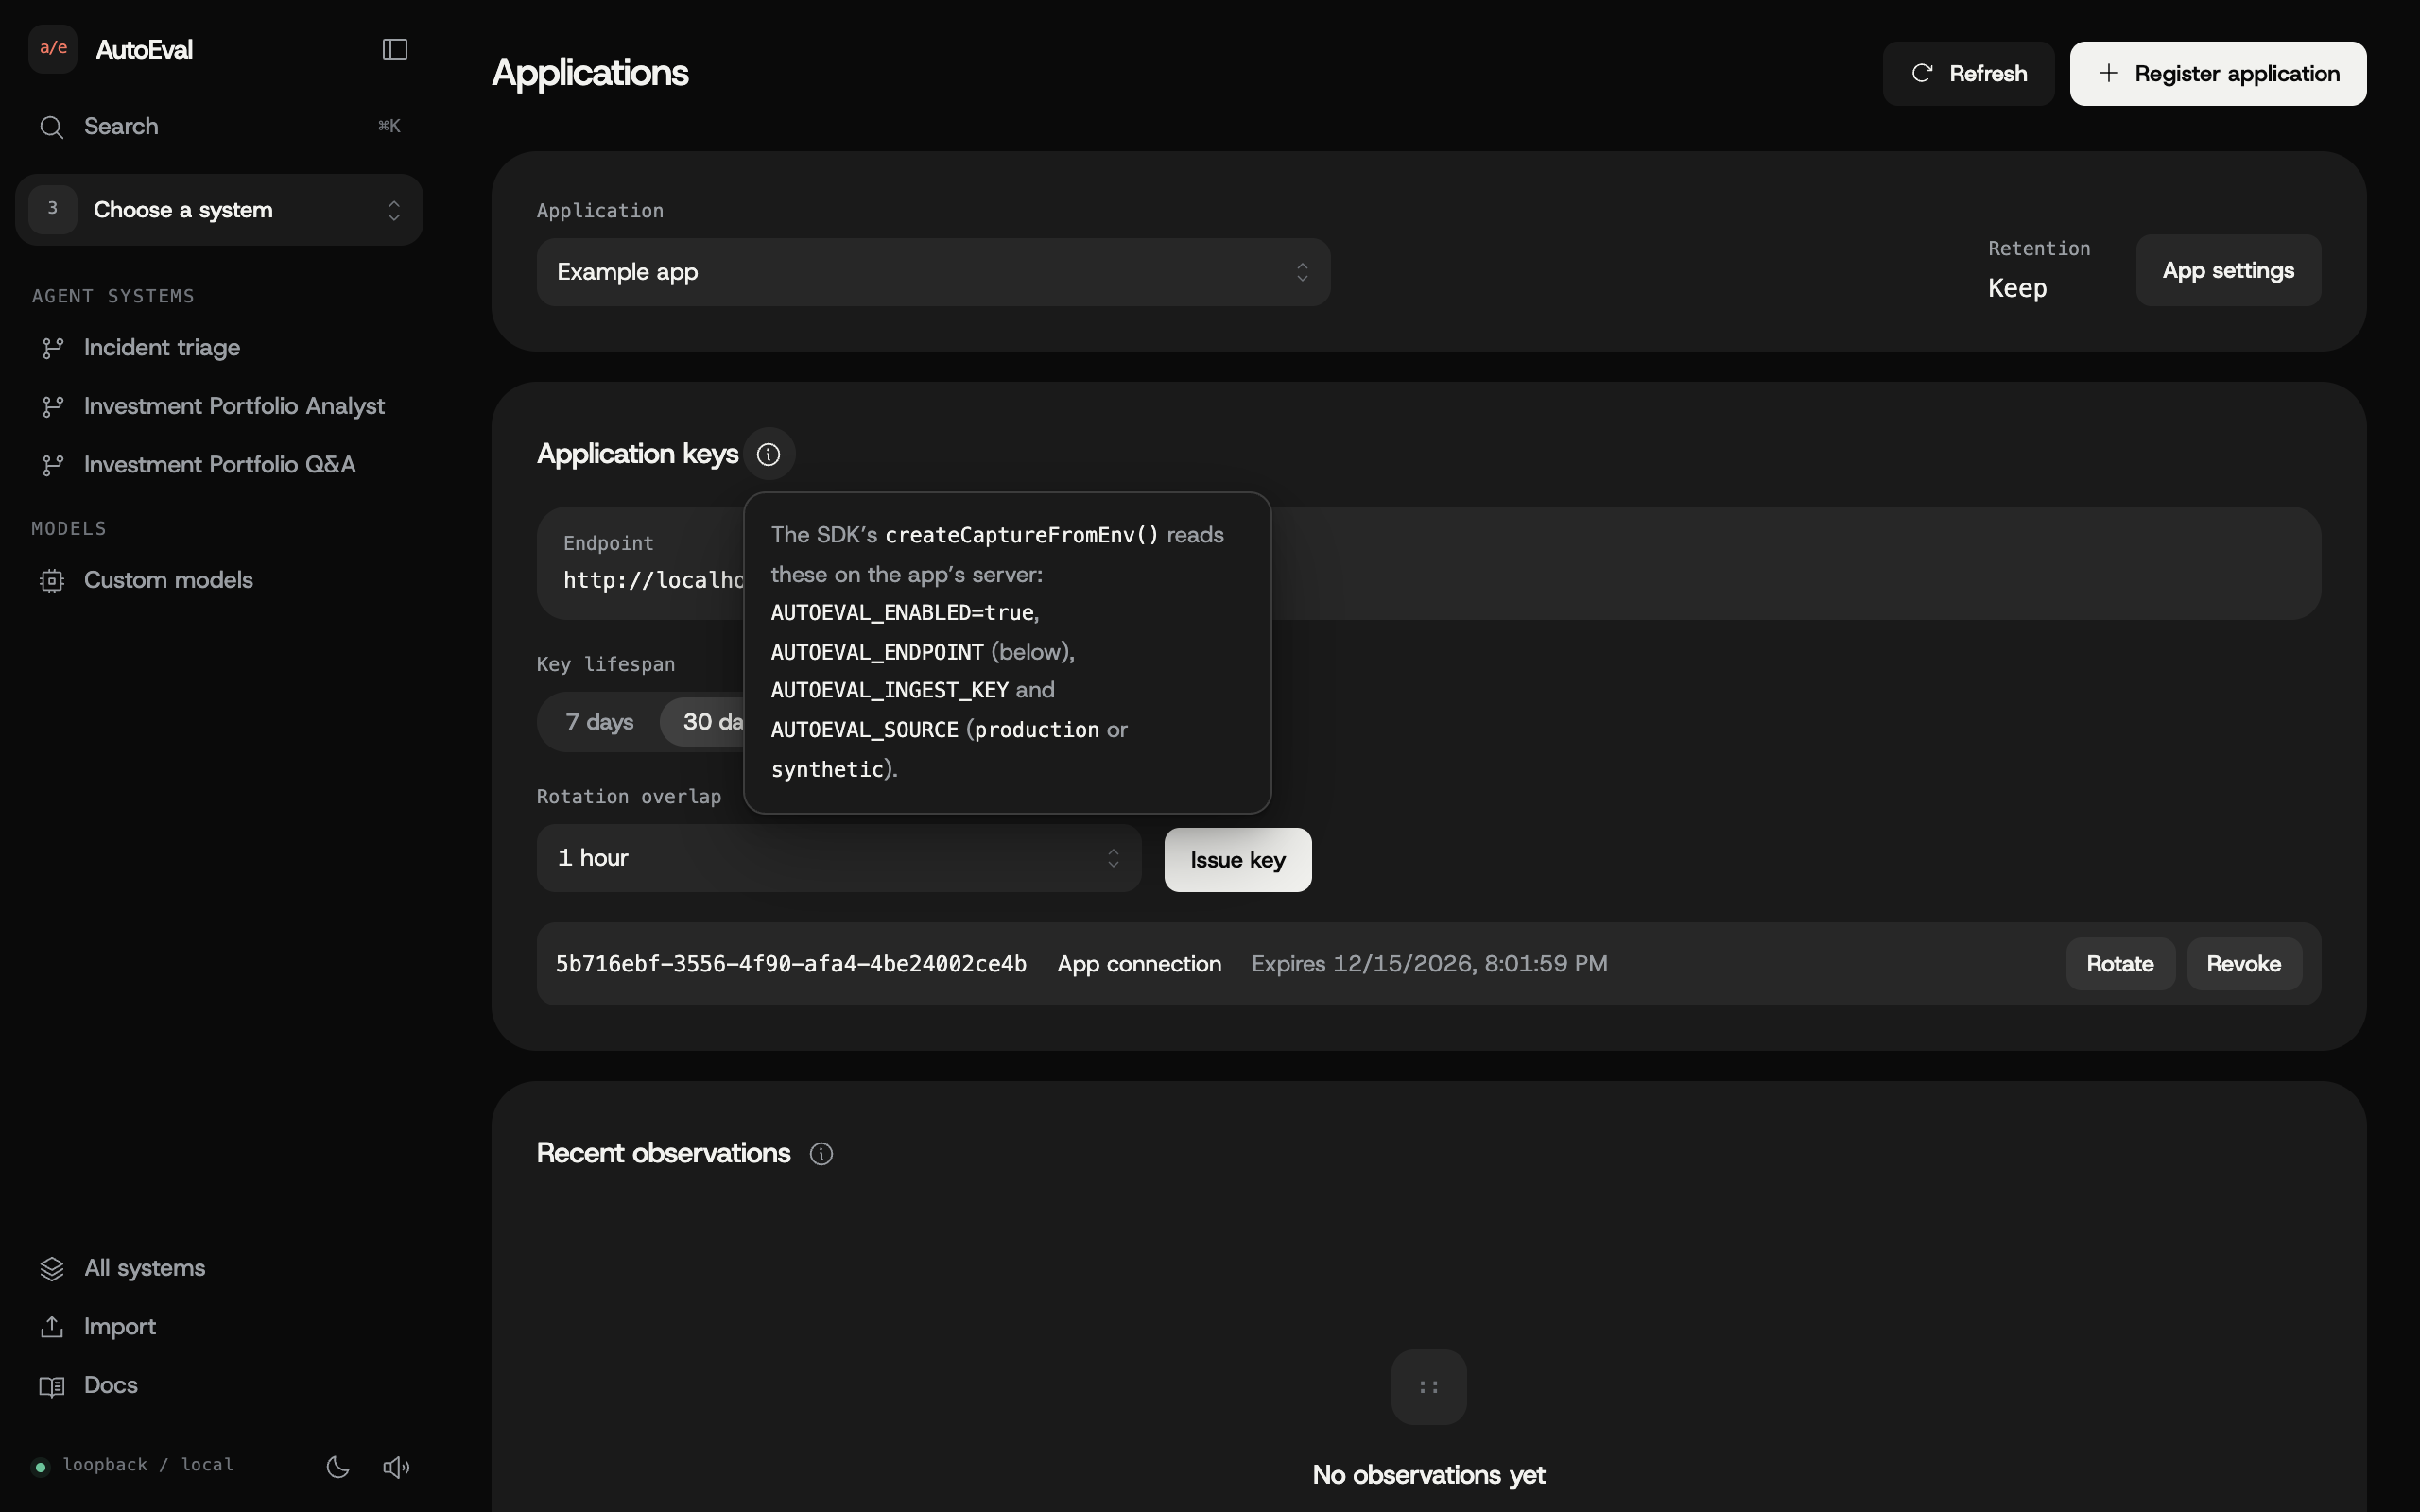 a/e
AutoEval
Search
⌘K
3
Choose a system
AGENT SYSTEMS
Incident triage
Investment Portfolio Analyst
Investment Portfolio Q&A
MODELS
Custom models
All systems
Import
Docs
loopback / local
Applications
Refresh
Register application
Application
Example app
Retention
Keep
App settings
Application keys
Endpoint
http://localho
The SDK’s createCaptureFromEnv() reads
these on the app’s server:
AUTOEVAL_ENABLED=true,
AUTOEVAL_ENDPOINT (below),
AUTOEVAL_INGEST_KEY and
AUTOEVAL_SOURCE (production or
synthetic).
Key lifespan
7 days
30 da
Rotation overlap
1 hour
Issue key
5b716ebf-3556-4f90-afa4-4be24002ce4b
App connection
Expires 12/15/2026, 8:01:59 PM
Rotate
Revoke
Recent observations
No observations yet